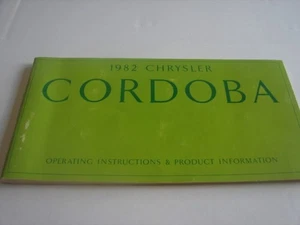 1982 CHRYSLER
CORDOBA
OPERATING INSTRUCTIONS & PRODUCT INFORMATION